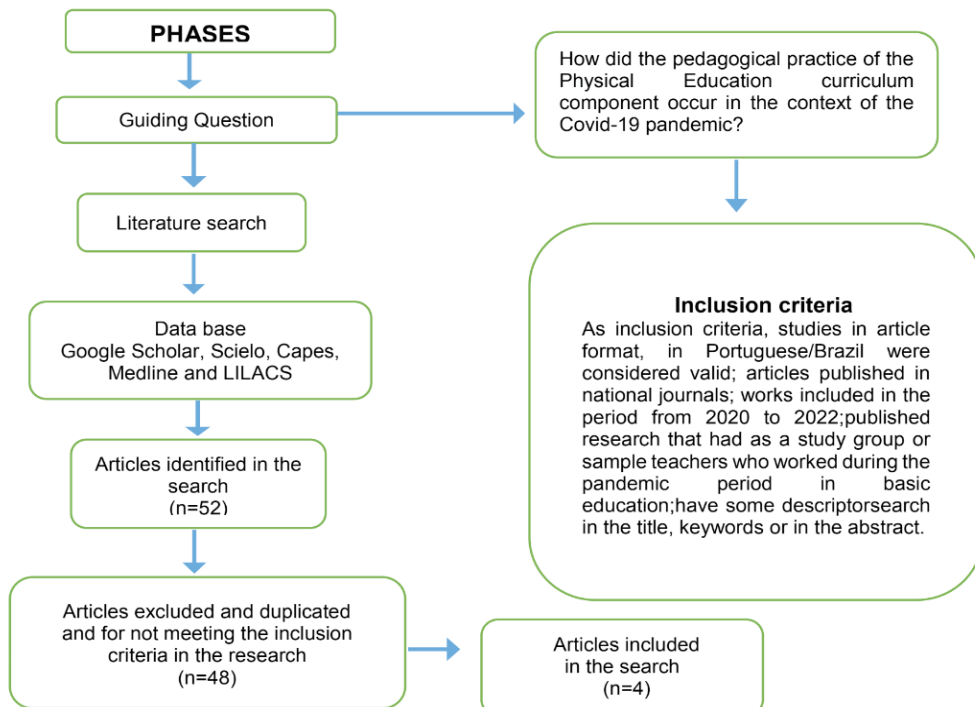 PHASES
Guiding Question
How did the pedagogical practice of the
Physical Education curriculum
component occur in the context of the
Covid-19 pandemic?
Literature search
Data base
Google Scholar, Scielo, Capes,
Medline and LILACS
Articles identified in the
search
(n=52)
Articles excluded and duplicated
and for not meeting the inclusion
criteria in the research
(n=48)
Inclusion criteria
As inclusion criteria, studies in article
format, in Portuguese/Brazil were
considered valid; articles published in
national journals; works included in the
period from 2020 to 2022;published
research that had as a study group or
sample teachers who worked during the
pandemic period in basic
education;have some descriptorsearch
in the title, keywords or in the abstract.
Articles included
in the search
(n=4)